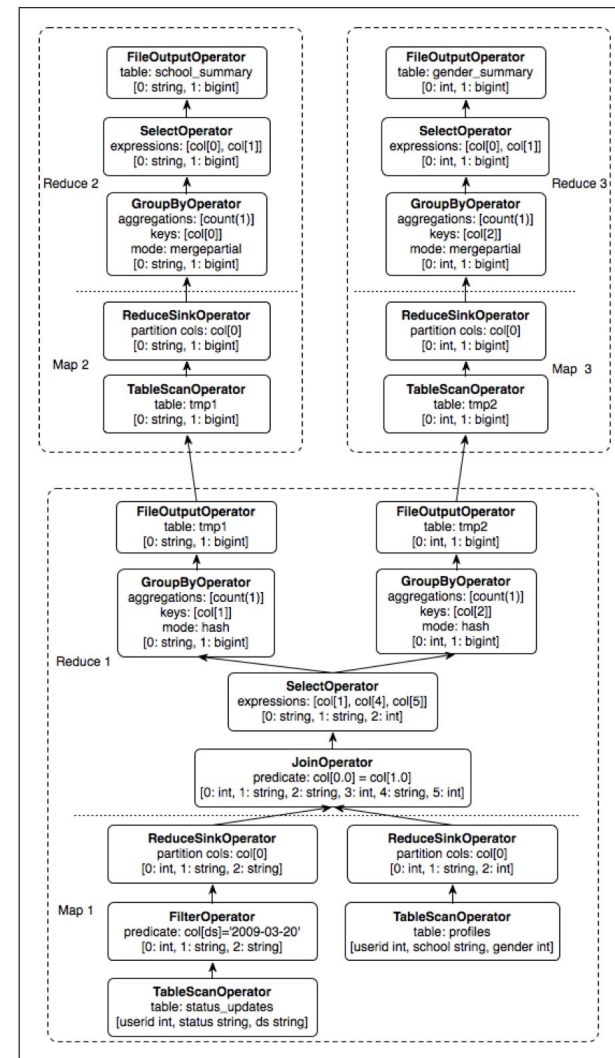 FileOutputOperator
table: school_summary
[0: string, 1: bigint]
SelectOperator
expressions: [col[0], col[1]]
[0: string, 1: bigint]
Reduce 2
GroupByOperator
aggregations: [count(1)]
keys: [col[0]]
mode: mergepartial
[0: string, 1: bigint]
ReduceSinkOperator
partition cols: col[0]
[0: string, 1: bigint]
Map 2
TableScanOperator
table: tmp1
[0: string, 1: bigint]
FileOutputOperator
table: gender_summary
[0: int, 1: bigint]
SelectOperator
expressions: [col[0], col[1]]
[0: int, 1: bigint]
Reduce 3
GroupByOperator
aggregations: [count(1)]
keys: [col[2]]
mode: mergepartial
[0: int, 1: bigint]
ReduceSinkOperator
partition cols: col[0]
[0: int, 1: bigint]
Map 3
TableScanOperator
table: tmp2
[0: int, 1: bigint]
FileOutputOperator
table: tmp1
[0: string, 1: bigint]
FileOutputOperator
table: tmp2
[0: int, 1: bigint]
GroupByOperator
aggregations: [count(1)]
keys: [col[1]]
mode: hash
[0: string, 1: bigint]
GroupByOperator
aggregations: [count(1)]
keys: [col[2]]
mode: hash
[0: int, 1: bigint]
Reduce 1
SelectOperator
expressions: [col[1], col[4], col[5]]
[0: string, 1: string, 2: int]
JoinOperator
predicate: col[0.0] = col[1.0]
[0: int, 1: string, 2: string, 3: int, 4: string, 5: int]
ReduceSinkOperator
partition cols: col[0]
[0: int, 1: string, 2: string]
ReduceSinkOperator
partition cols: col[0]
[0: int, 1: string, 2: int]
Map 1
FilterOperator
predicate: col[ds]='2009-03-20'
[0: int, 1: string, 2: string]
TableScanOperator
table: profiles
[userid int, school string, gender int]
TableScanOperator
table: status_updates
[userid int, status string, ds string]